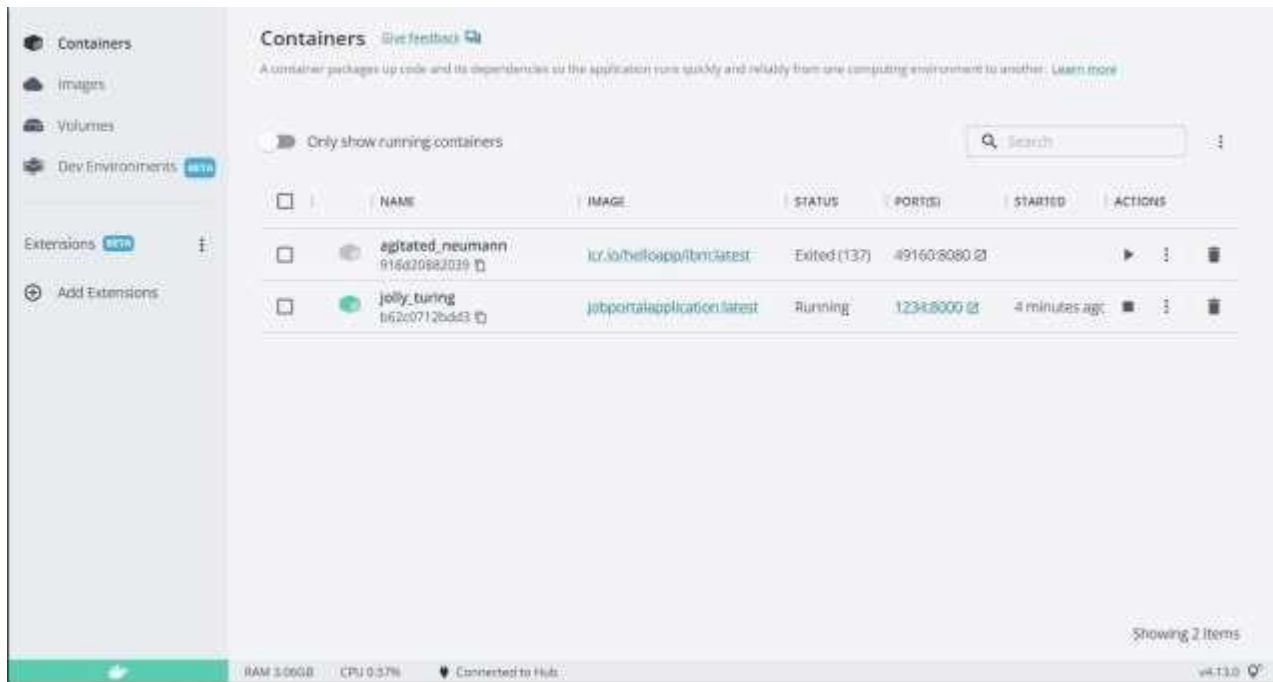 Containers
Images
Volumes
Dev Environments BETA
Extensions BETA
Add Extensions
Containers Give feedback
A container packages up code and its dependencies so the application runs quickly and reliably from one computing environment to another. Learn more
Only show running containers
Search
NAME IMAGE STATUS PORT(S) STARTED ACTIONS
agitated_neumann
916d20882039
icr.io/helloapp/ibm:latest Exited (137) 49160:8080
jolly_turing
b62c0712bdd3
jobportalapplication:latest Running 1234:8000 4 minutes agc
Showing 2 items
RAM 3.06GB CPU 0.37% Connected to Hub v4.13.0